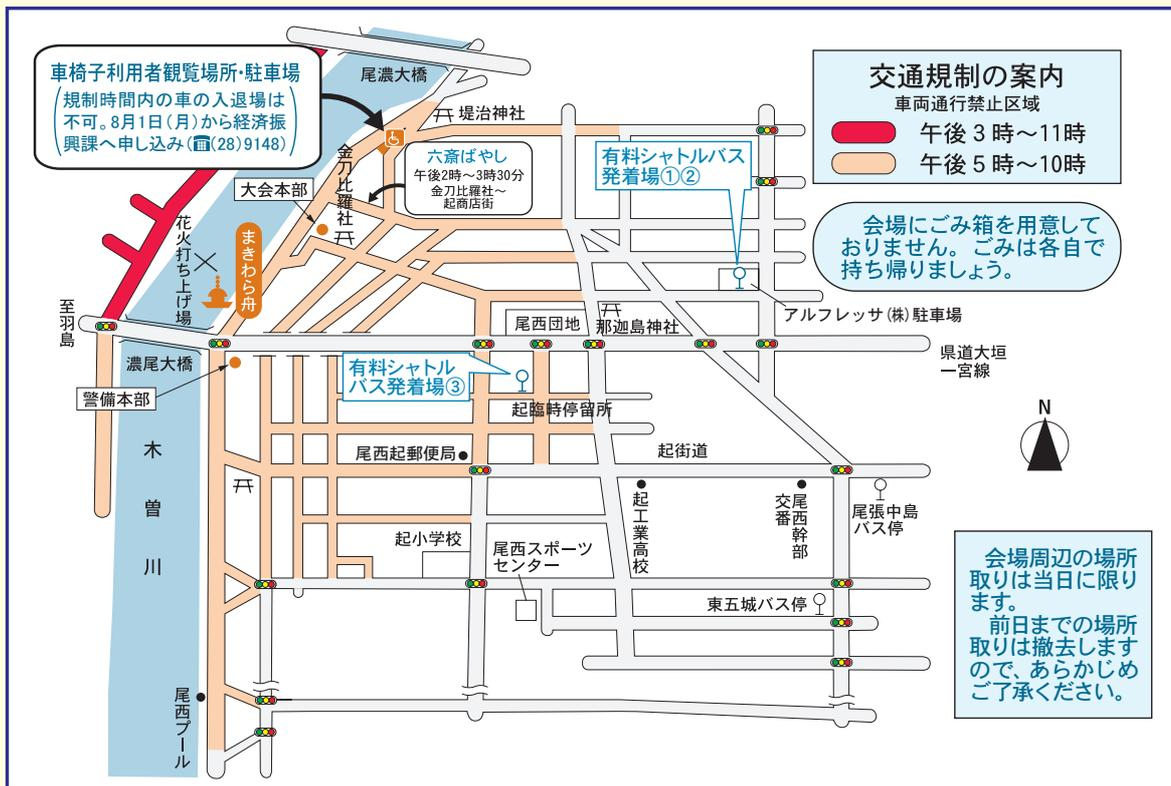 車椅子利用者観覧場所・駐車場
(規制時間内の車の入退場は
不可。8月1日(月)から経済振
興課へ申し込み(☎(28)9148))
尾濃大橋
堤治神社
六斎ばやし
午後2時～3時30分
金刀比羅社～
起商店街
有料シャトルバス
発着場①②
交通規制の案内
車両通行禁止区域
午後3時～11時
午後5時～10時
会場にごみ箱を用意して
おりません。ごみは各自で
持ち帰りましょう。
大会本部
金刀比羅社
花火打ち上げ場
まきわら舟
至羽島
尾西団地
那迦島神社
アルフレッサ(株)駐車場
県道大垣
一宮線
濃尾大橋
警備本部
有料シャトル
バス発着場③
起臨時停留所
N
木曽川
尾西起郵便局
起街道
起工業高校
尾西幹部
交番
尾張中島
バス停
起小学校
尾西スポーツ
センター
東五城バス停
尾西プール
会場周辺の場所
取りは当日に限り
ます。
前日までの場所
取りは撤去します
ので、あらかじめ
ご了承ください。